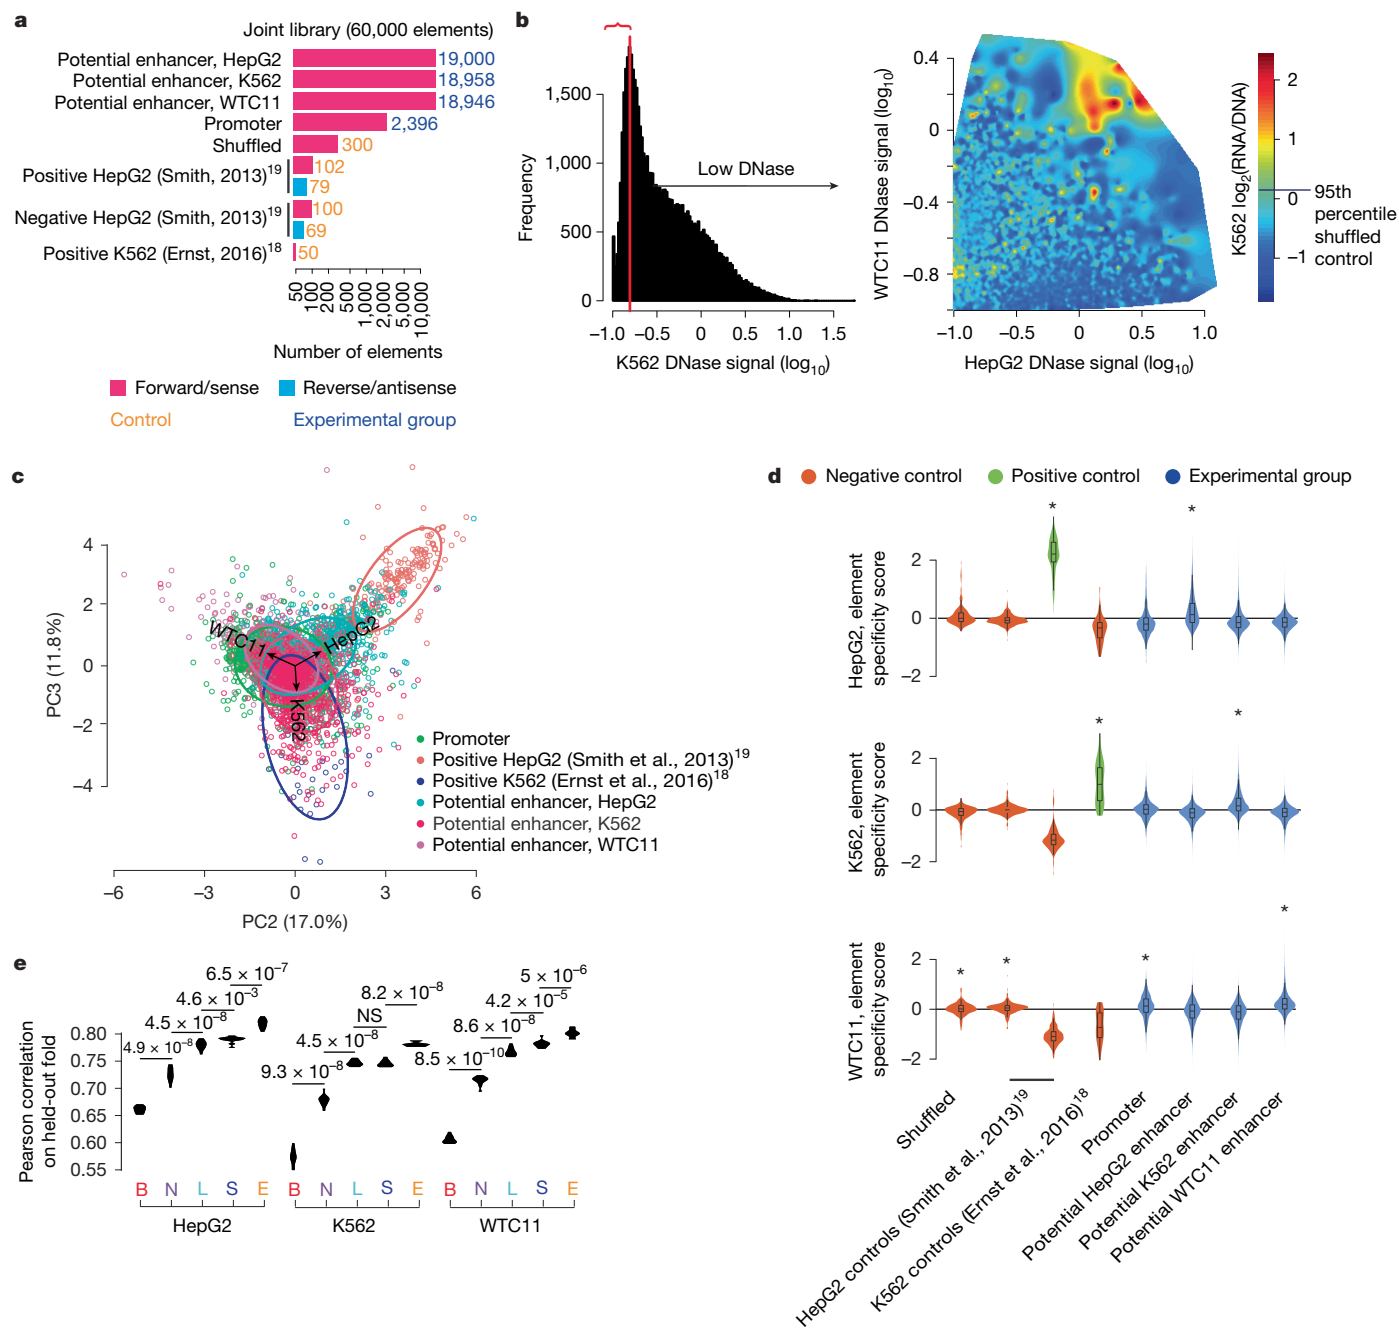 a
Joint library (60,000 elements)
Potential enhancer, HepG2 19,000
Potential enhancer, K562 18,958
Potential enhancer, WTC11 18,946
Promoter 2,396
Shuffled 300
Positive HepG2 (Smith, 2013)19 102
79
Negative HepG2 (Smith, 2013)19 100
69
Positive K562 (Ernst, 2016)18 50
50 100 200 500 1,000 2,000 5,000 10,000
Number of elements
Forward/sense Reverse/antisense
Control Experimental group
b
Frequency
1,500
1,000
500
0
Low DNase
−1.0 −0.5 0 0.5 1.0 1.5
K562 DNase signal (log10)
WTC11 DNase signal (log10)
0.4
0
−0.4
−0.8
−1.0 −0.5 0 0.5 1.0
HepG2 DNase signal (log10)
K562 log2(RNA/DNA)
2
1
0
−1
95th
percentile
shuffled
control
c
PC3 (11.8%)
4
2
0
−2
−4
WTC11
HepG2
K562
Promoter
Positive HepG2 (Smith et al., 2013)19
Positive K562 (Ernst et al., 2016)18
Potential enhancer, HepG2
Potential enhancer, K562
Potential enhancer, WTC11
−6 −3 0 3 6
PC2 (17.0%)
d
Negative control Positive control Experimental group
HepG2, element
specificity score
2
0
−2
* *
K562, element
specificity score
2
0
−2
* *
WTC11, element
specificity score
2
0
−2
* * * *
Shuffled
HepG2 controls (Smith et al., 2013)19
K562 controls (Ernst et al., 2016)18
Promoter
Potential HepG2 enhancer
Potential K562 enhancer
Potential WTC11 enhancer
e
Pearson correlation
on held-out fold
0.80
0.75
0.70
0.65
0.60
0.55
4.9 × 10−8
4.5 × 10−8
4.6 × 10−3
6.5 × 10−7
9.3 × 10−8
4.5 × 10−8
NS
8.2 × 10−8
8.5 × 10−10
8.6 × 10−8
4.2 × 10−5
5 × 10−6
B N L S E B N L S E B N L S E
HepG2 K562 WTC11